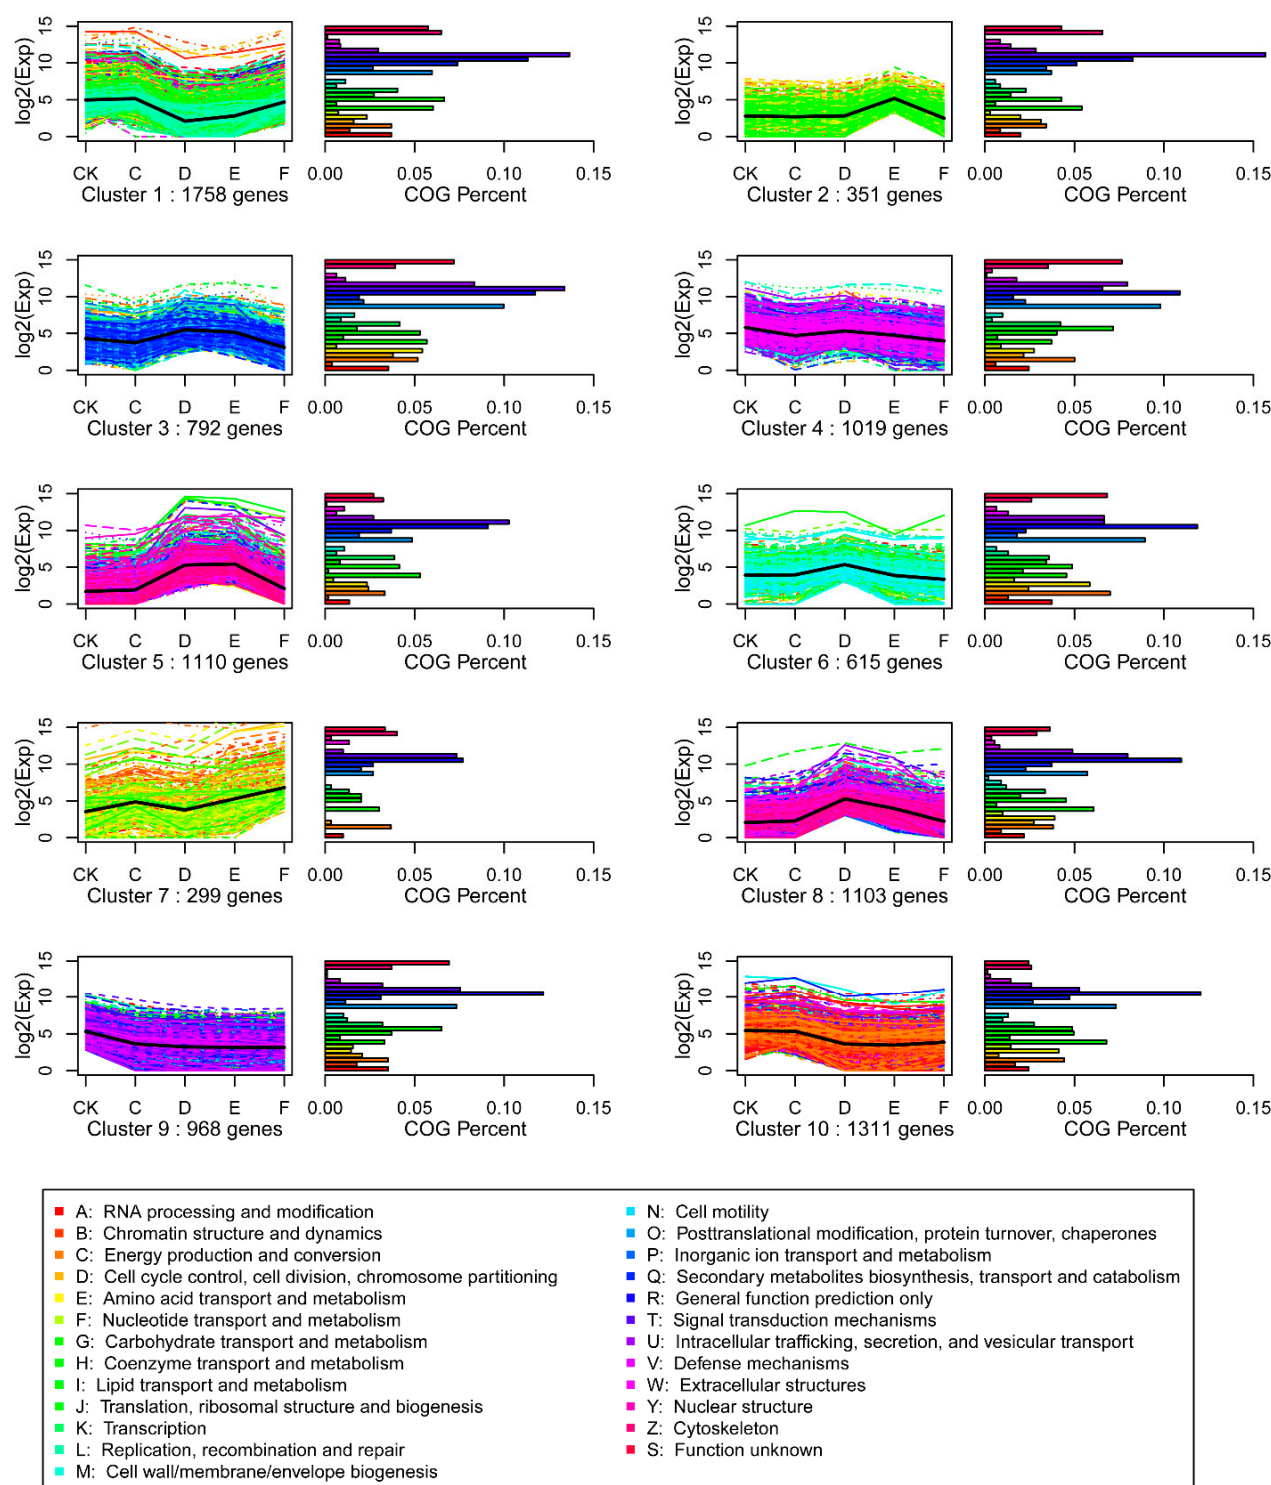 log2(Exp)
15
10
5
0
CK C D E F
Cluster 1 : 1758 genes
0.00 0.05 0.10 0.15
COG Percent
log2(Exp)
15
10
5
0
CK C D E F
Cluster 2 : 351 genes
0.00 0.05 0.10 0.15
COG Percent
log2(Exp)
15
10
5
0
CK C D E F
Cluster 3 : 792 genes
0.00 0.05 0.10 0.15
COG Percent
log2(Exp)
15
10
5
0
CK C D E F
Cluster 4 : 1019 genes
0.00 0.05 0.10 0.15
COG Percent
log2(Exp)
15
10
5
0
CK C D E F
Cluster 5 : 1110 genes
0.00 0.05 0.10 0.15
COG Percent
log2(Exp)
15
10
5
0
CK C D E F
Cluster 6 : 615 genes
0.00 0.05 0.10 0.15
COG Percent
log2(Exp)
15
10
5
0
CK C D E F
Cluster 7 : 299 genes
0.00 0.05 0.10 0.15
COG Percent
log2(Exp)
15
10
5
0
CK C D E F
Cluster 8 : 1103 genes
0.00 0.05 0.10 0.15
COG Percent
log2(Exp)
15
10
5
0
CK C D E F
Cluster 9 : 968 genes
0.00 0.05 0.10 0.15
COG Percent
log2(Exp)
15
10
5
0
CK C D E F
Cluster 10 : 1311 genes
0.00 0.05 0.10 0.15
COG Percent
A: RNA processing and modification
B: Chromatin structure and dynamics
C: Energy production and conversion
D: Cell cycle control, cell division, chromosome partitioning
E: Amino acid transport and metabolism
F: Nucleotide transport and metabolism
G: Carbohydrate transport and metabolism
H: Coenzyme transport and metabolism
I: Lipid transport and metabolism
J: Translation, ribosomal structure and biogenesis
K: Transcription
L: Replication, recombination and repair
M: Cell wall/membrane/envelope biogenesis
N: Cell motility
O: Posttranslational modification, protein turnover, chaperones
P: Inorganic ion transport and metabolism
Q: Secondary metabolites biosynthesis, transport and catabolism
R: General function prediction only
T: Signal transduction mechanisms
U: Intracellular trafficking, secretion, and vesicular transport
V: Defense mechanisms
W: Extracellular structures
Y: Nuclear structure
Z: Cytoskeleton
S: Function unknown